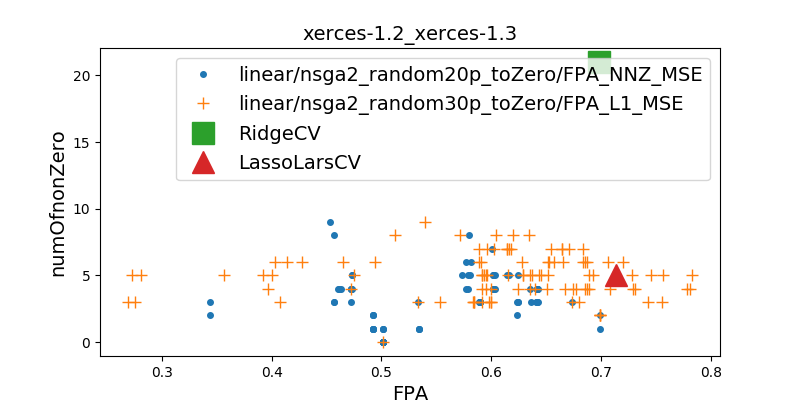 xerces-1.2_xerces-1.3
numOfnonZero
20
15
10
5
0
linear/nsga2_random20p_toZero/FPA_NNZ_MSE
linear/nsga2_random30p_toZero/FPA_L1_MSE
RidgeCV
LassoLarsCV
0.3 0.4 0.5 0.6 0.7 0.8
FPA